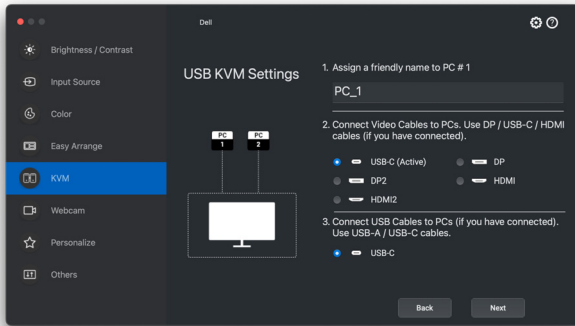 Dell
Brightness / Contrast
Input Source
Color
Easy Arrange
KVM
Webcam
Personalize
Others
USB KVM Settings
PC
1
PC
2
1. Assign a friendly name to PC # 1
PC_1
2. Connect Video Cables to PCs. Use DP / USB-C / HDMI
cables (if you have connected).
USB-C (Active)
DP
DP2
HDMI
HDMI2
3. Connect USB Cables to PCs (if you have connected).
Use USB-A / USB-C cables.
USB-C
Back
Next